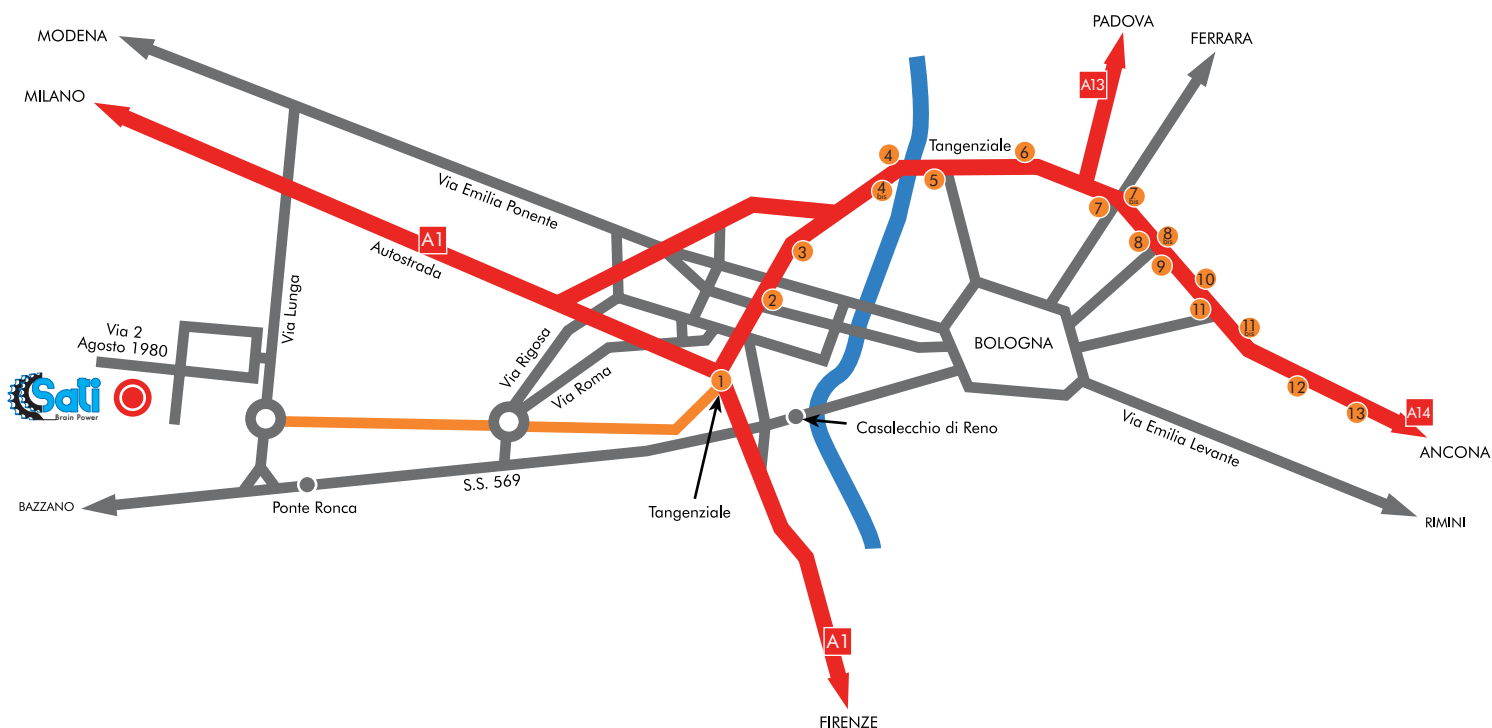 PADOVA
MODENA
FERRARA
A13
MILANO
4
Tangenziale
6
4
BIS
5
7
BIS
7
Via Emilia Ponente
A1
Autostrada
8
8
BIS
3
9
10
2
11
Via Lunga
11
BIS
Via 2
Agosto 1980
BOLOGNA
Via Rigosa
Via Roma
1
Sati
Brain Power
12
13
A14
Casalecchio di Reno
Via Emilia Levante
ANCONA
S.S. 569
BAZZANO
Ponte Ronca
Tangenziale
RIMINI
A1
FIRENZE